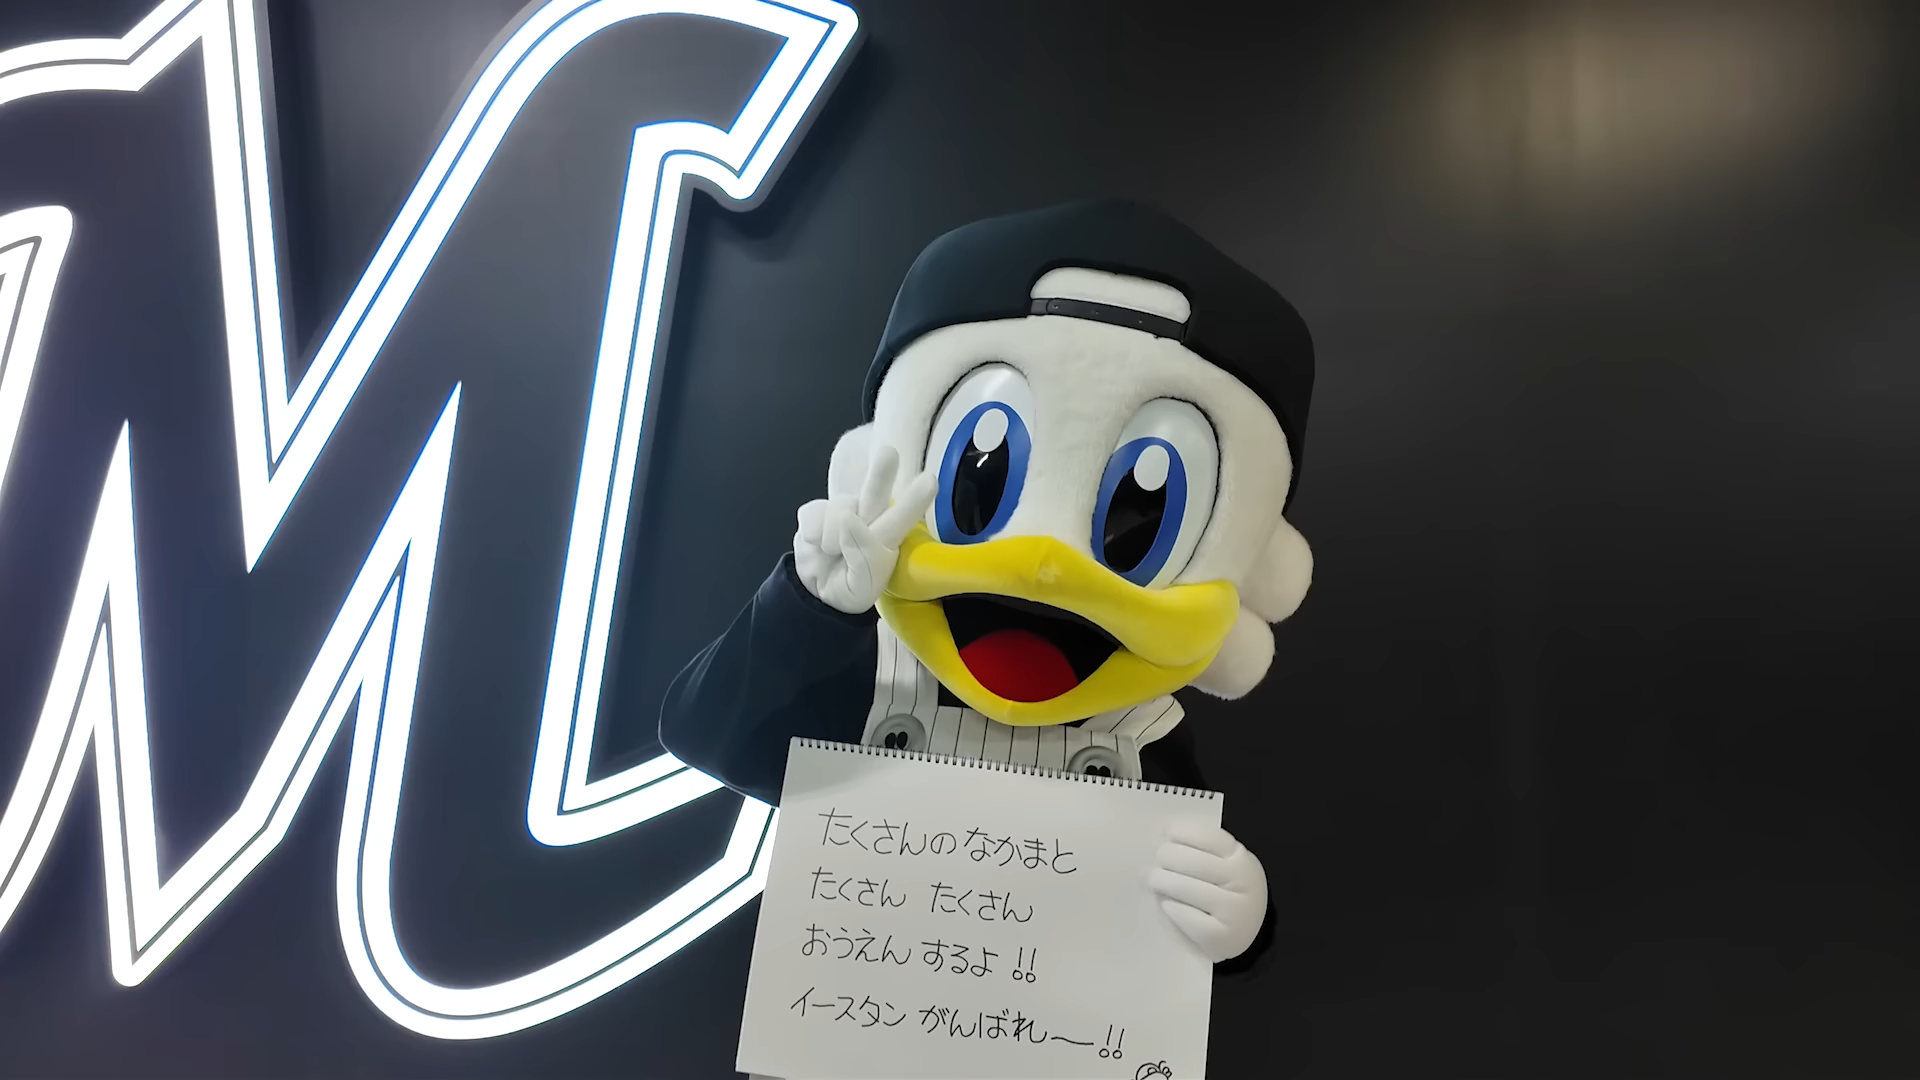 M
たくさんのなかまと
たくさん たくさん
おうえん するよ!!
イースタン がんばれ〜!!